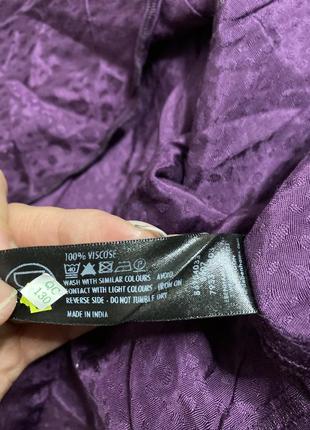 100% VISCOSE
WASH WITH SIMILAR COLOURS AVOID
CONTACT WITH LIGHT COLOURS IRON ON
REVERSE SIDE - DO NOT TUMBLE DRY
MADE IN INDIA
QC
130